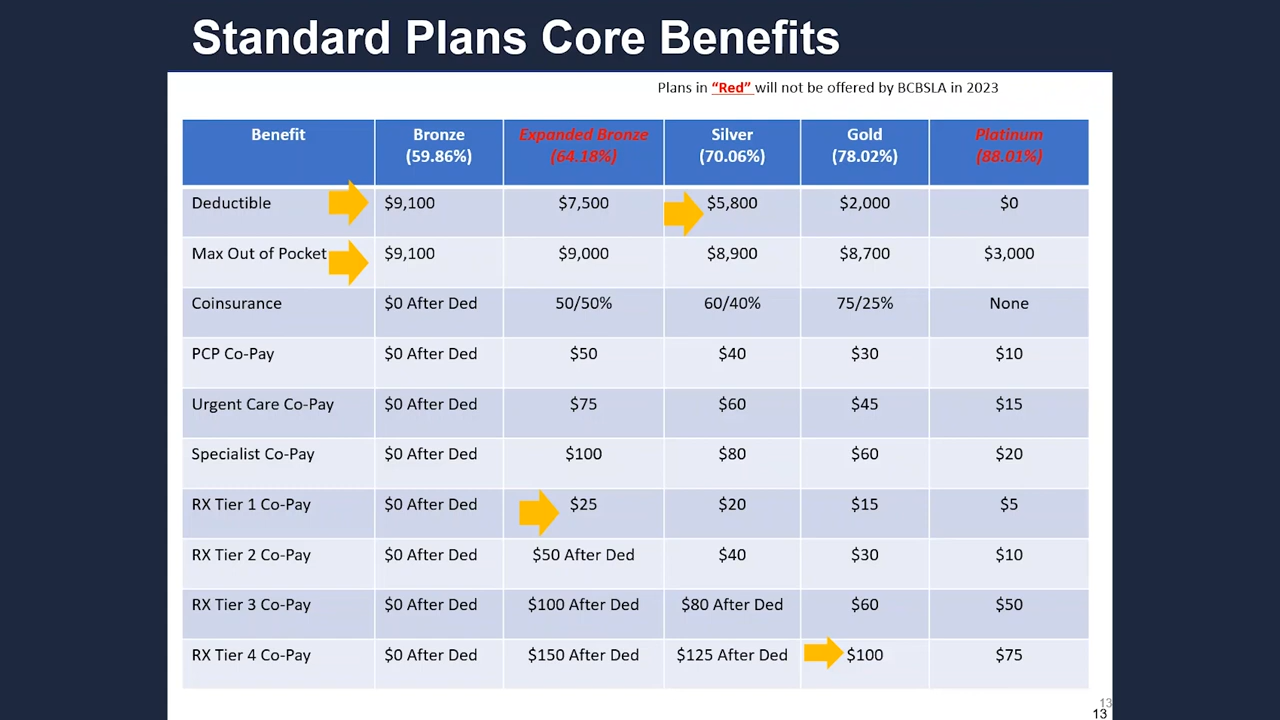 Standard Plans Core Benefits
Plans in “Red” will not be offered by BCBSLA in 2023
Benefit Bronze (59.86%) Expanded Bronze (64.18%) Silver (70.06%) Gold (78.02%) Platinum (88.01%)
Deductible $9,100 $7,500 $5,800 $2,000 $0
Max Out of Pocket $9,100 $9,000 $8,900 $8,700 $3,000
Coinsurance $0 After Ded 50/50% 60/40% 75/25% None
PCP Co-Pay $0 After Ded $50 $40 $30 $10
Urgent Care Co-Pay $0 After Ded $75 $60 $45 $15
Specialist Co-Pay $0 After Ded $100 $80 $60 $20
RX Tier 1 Co-Pay $0 After Ded $25 $20 $15 $5
RX Tier 2 Co-Pay $0 After Ded $50 After Ded $40 $30 $10
RX Tier 3 Co-Pay $0 After Ded $100 After Ded $80 After Ded $60 $50
RX Tier 4 Co-Pay $0 After Ded $150 After Ded $125 After Ded $100 $75
13
13